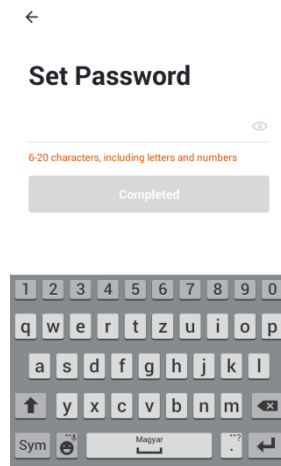 Set Password
6-20 characters, including letters and numbers
Completed
1 2 3 4 5 6 7 8 9 0
q w e r t z u i o p
a s d f g h j k l
y x c v b n m
Sym Magyar .,?